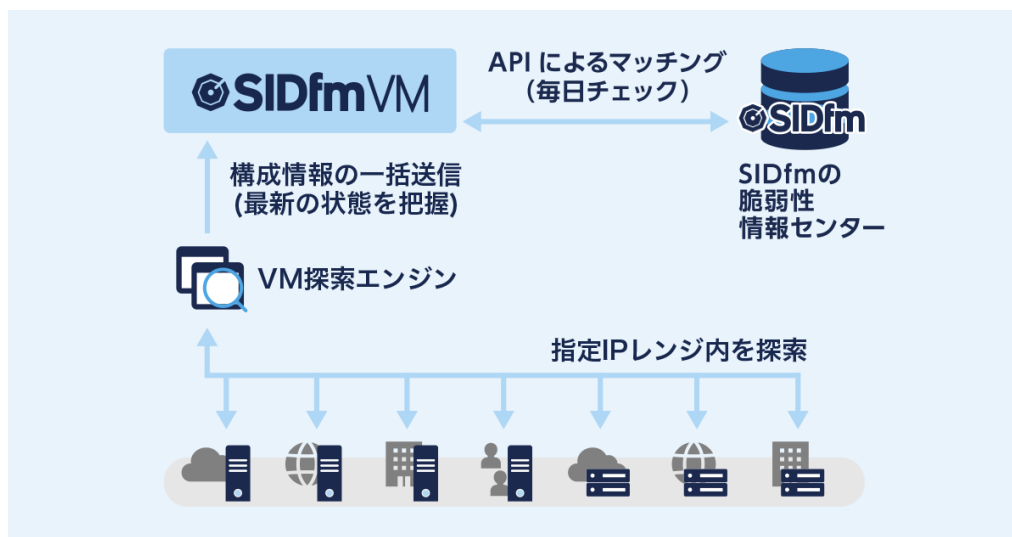 SIDfm VM
APIによるマッチング
（毎日チェック）
SIDfm
SIDfmの
脆弱性
情報センター
構成情報の一括送信
(最新の状態を把握)
VM探索エンジン
指定IPレンジ内を探索